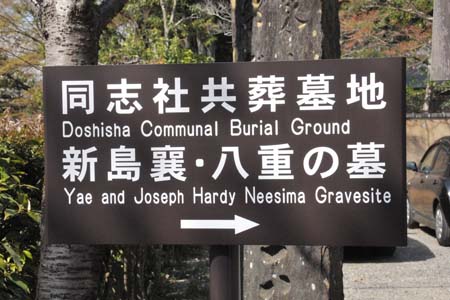 同志社共葬墓地
Doshisha Communal Burial Ground
新島襄・八重の墓
Yae and Joseph Hardy Neesima Gravesite